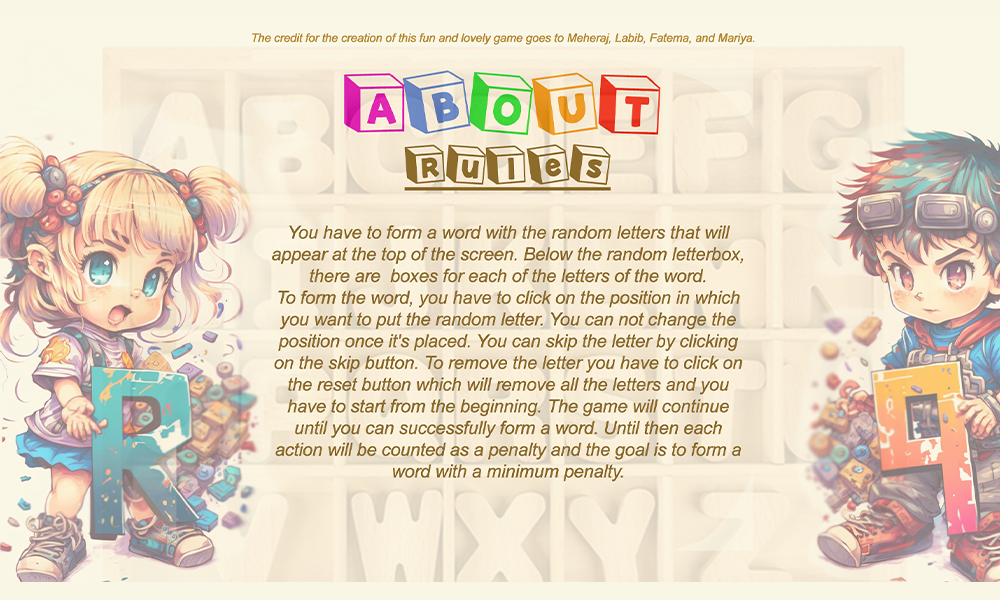 The credit for the creation of this fun and lovely game goes to Meheraj, Labib, Fatema, and Mariya.
ABOUT
Rules
You have to form a word with the random letters that will
appear at the top of the screen. Below the random letterbox,
there are  boxes for each of the letters of the word.
To form the word, you have to click on the position in which
you want to put the random letter. You can not change the
position once it's placed. You can skip the letter by clicking
on the skip button. To remove the letter you have to click on
the reset button which will remove all the letters and you
have to start from the beginning. The game will continue
until you can successfully form a word. Until then each
action will be counted as a penalty and the goal is to form a
word with a minimum penalty.
R
W X Y Z